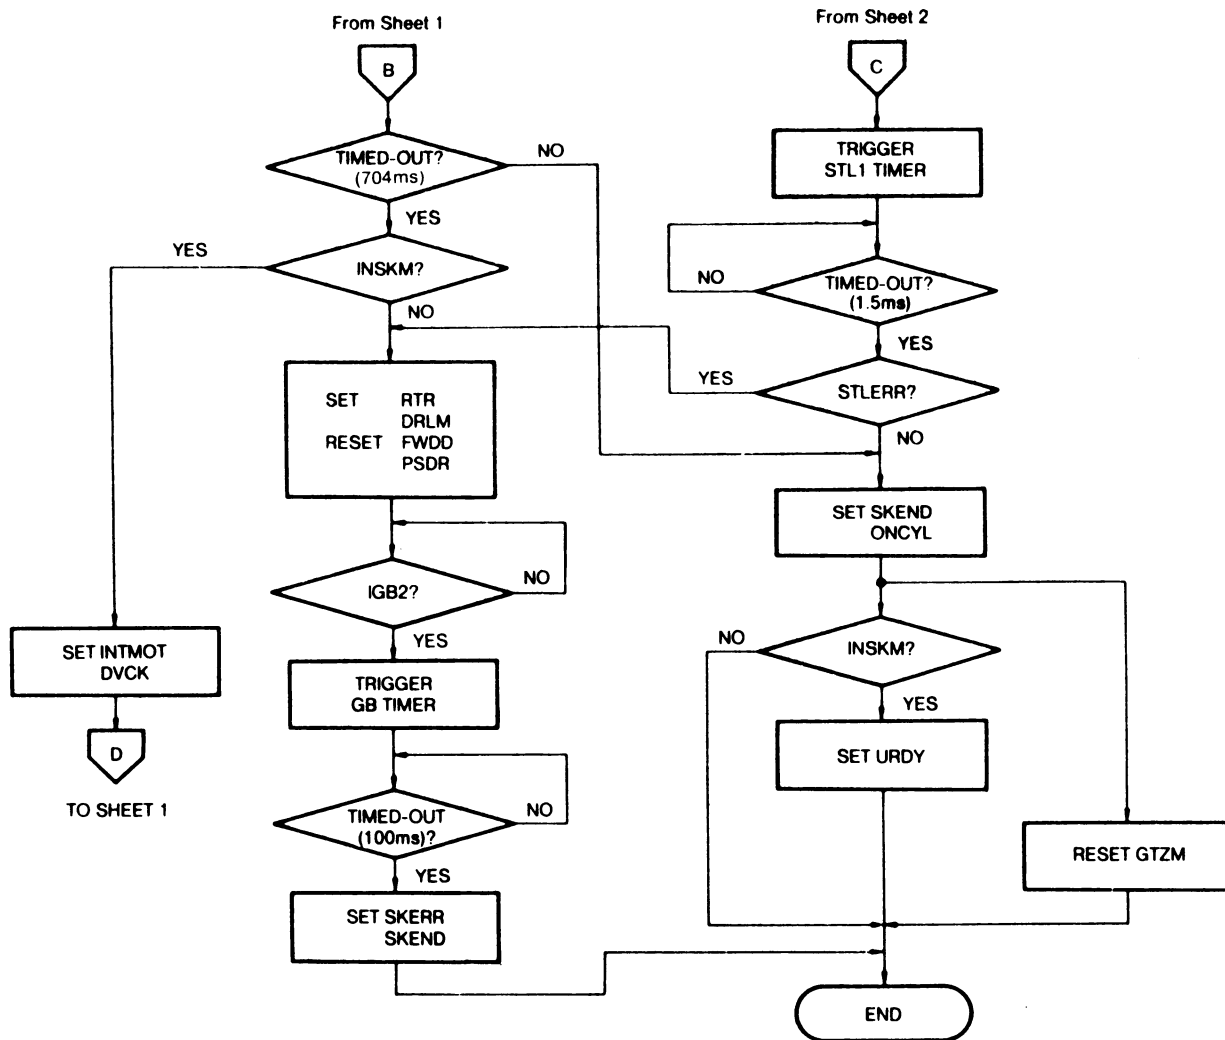 From Sheet 1
B
TIMED-OUT?
(704ms)
NO
YES
INSKM?
YES
NO
SET RTR
DRLM
RESET FWDD
PSDR
IGB2?
NO
YES
SET INTMOT
DVCK
D
TO SHEET 1
TRIGGER
GB TIMER
TIMED-OUT
(100ms)?
NO
YES
SET SKERR
SKEND
From Sheet 2
C
TRIGGER
STL1 TIMER
TIMED-OUT?
(1.5ms)
NO
YES
STLERR?
YES
NO
SET SKEND
ONCYL
INSKM?
NO
YES
SET URDY
RESET GTZM
END